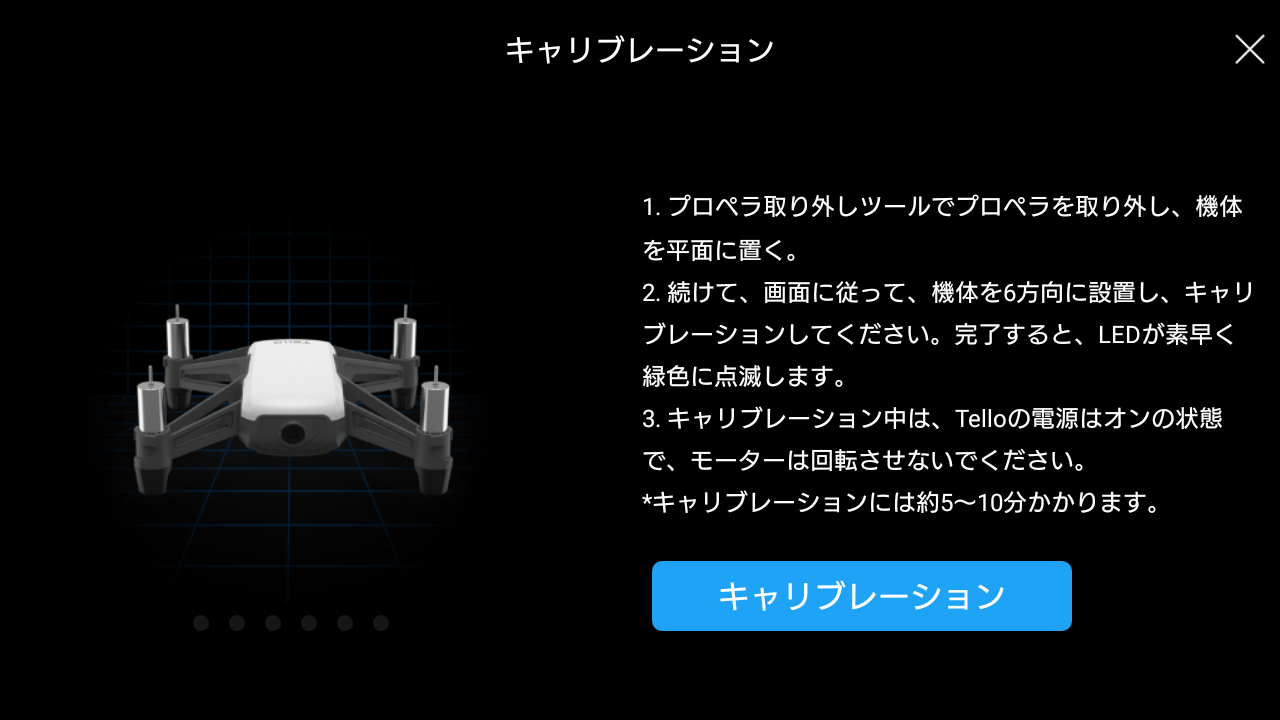 キャリブレーション
1. プロペラ取り外しツールでプロペラを取り外し、機体
を平面に置く。
2. 続けて、画面に従って、機体を6方向に設置し、キャリ
ブレーションしてください。完了すると、LEDが素早く
緑色に点滅します。
3. キャリブレーション中は、Telloの電源はオンの状態
で、モーターは回転させないでください。
*キャリブレーションには約5〜10分かかります。
TELLO
キャリブレーション